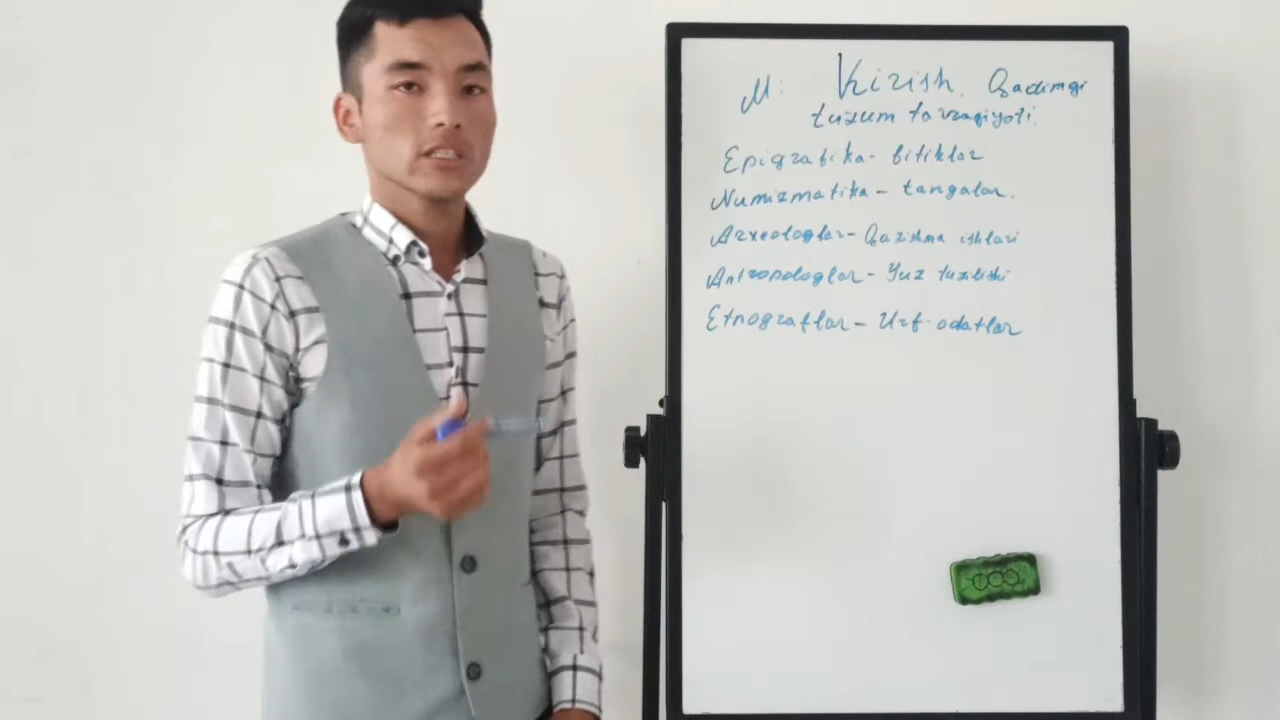 M: Kirish. Qadimgi
tuzum taraqiyoti.
Epigrafika - bitiklar
Numizmatika - tangalar.
Arxeologlar - Qazishma ishlari
Antropologlar - Yuz tuzilishi
Etnograflar - Urf-odatlar